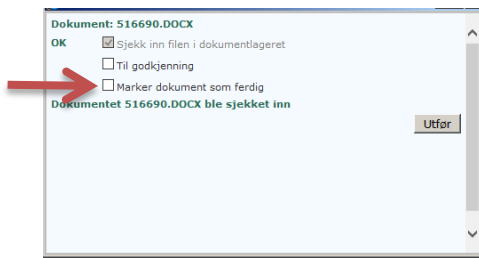 Dokument: 516690.DOCX
OK Sjekk inn filen i dokumentlageret
Til godkjenning
Marker dokument som ferdig
Dokumentet 516690.DOCX ble sjekket inn
Utfør